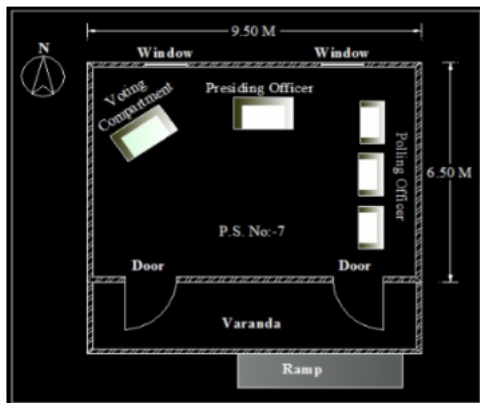 9.50 M
N
Window
Window
Voting
Compartment
Presiding Officer
Polling Officer
6.50 M
P.S. No:-7
Door
Door
Varanda
Ramp